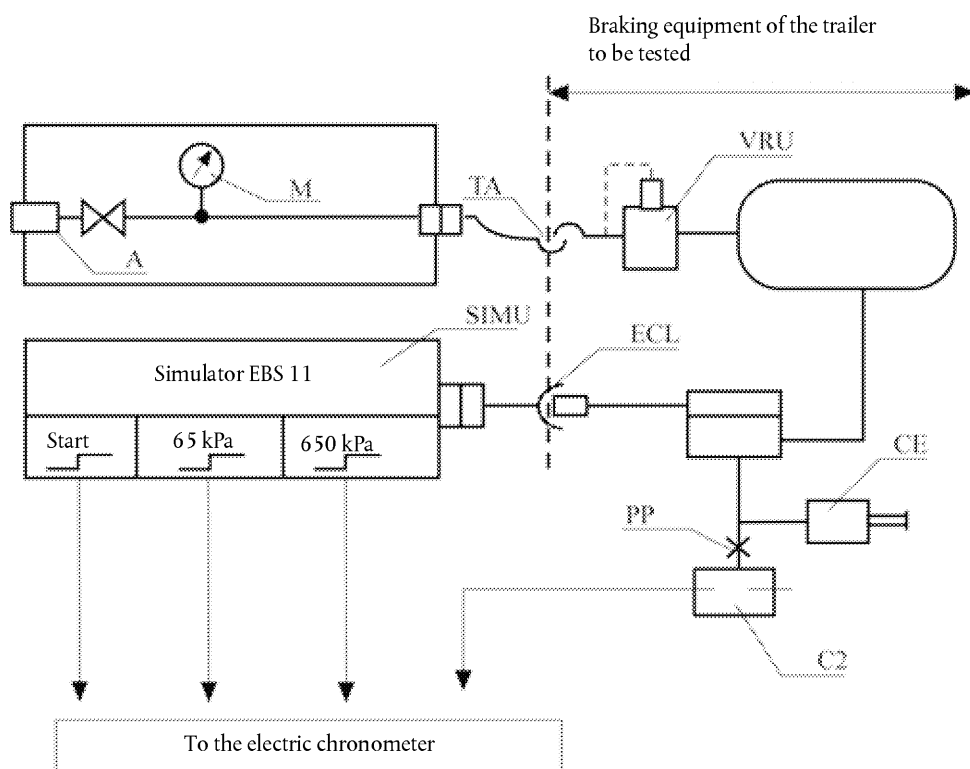 Braking equipment of the trailer
to be tested
VRU
TA
M
A
SIMU
ECL
Simulator EBS 11
Start
65 kPa
650 kPa
CE
PP
C2
To the electric chronometer